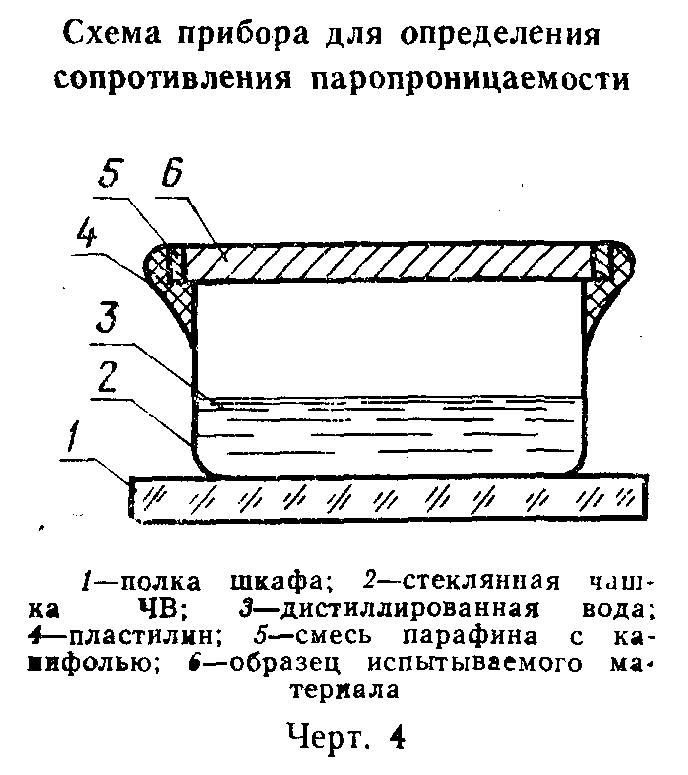 Схема прибора для определения
сопротивления паропроницаемости
5
6
4
3
2
1
1—полка шкафа; 2—стеклянная чаш-
ка ЧВ; 3—дистиллированная вода;
4—пластилин; 5—смесь парафина с ка-
нифолью; 6—образец испытываемого ма-
териала
Черт. 4